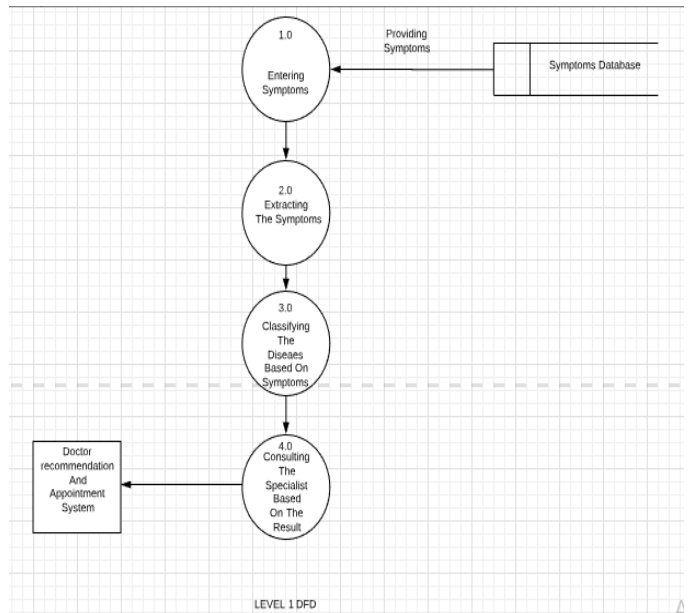 1.0
Entering
Symptoms
Providing
Symptoms
Symptoms Database
2.0
Extracting
The Symptoms
3.0
Classifying
The
Diseaes
Based On
Symptoms
4.0
Consulting
The
Specialist
Based
On The
Result
Doctor
recommendation
And
Appointment
System
LEVEL 1 DFD